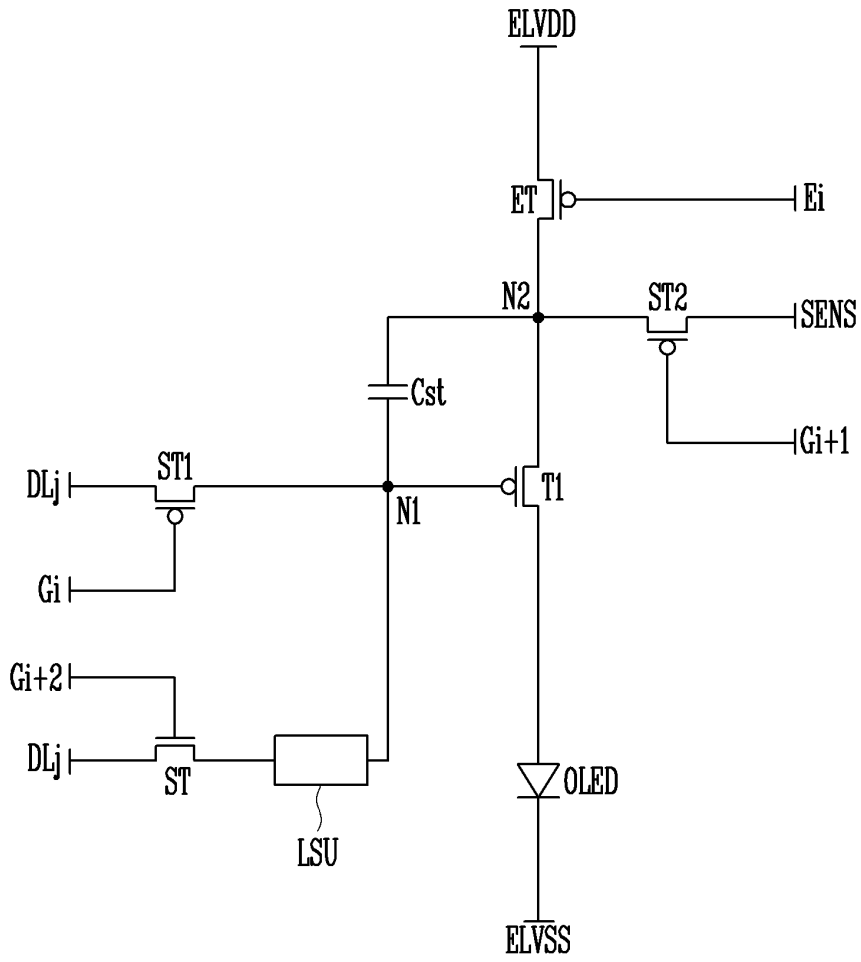 ELVDD
ET
Ei
N2
ST2
SENS
Cst
Gi+1
ST1
DLj
T1
N1
Gi
Gi+2
DLj
ST
OLED
LSU
ELVSS